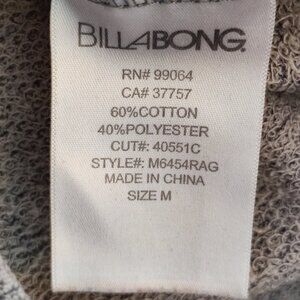 BILLABONG
RN# 99064
CA# 37757
60%COTTON
40%POLYESTER
CUT#: 40551C
STYLE#: M6454RAG
MADE IN CHINA
SIZE M